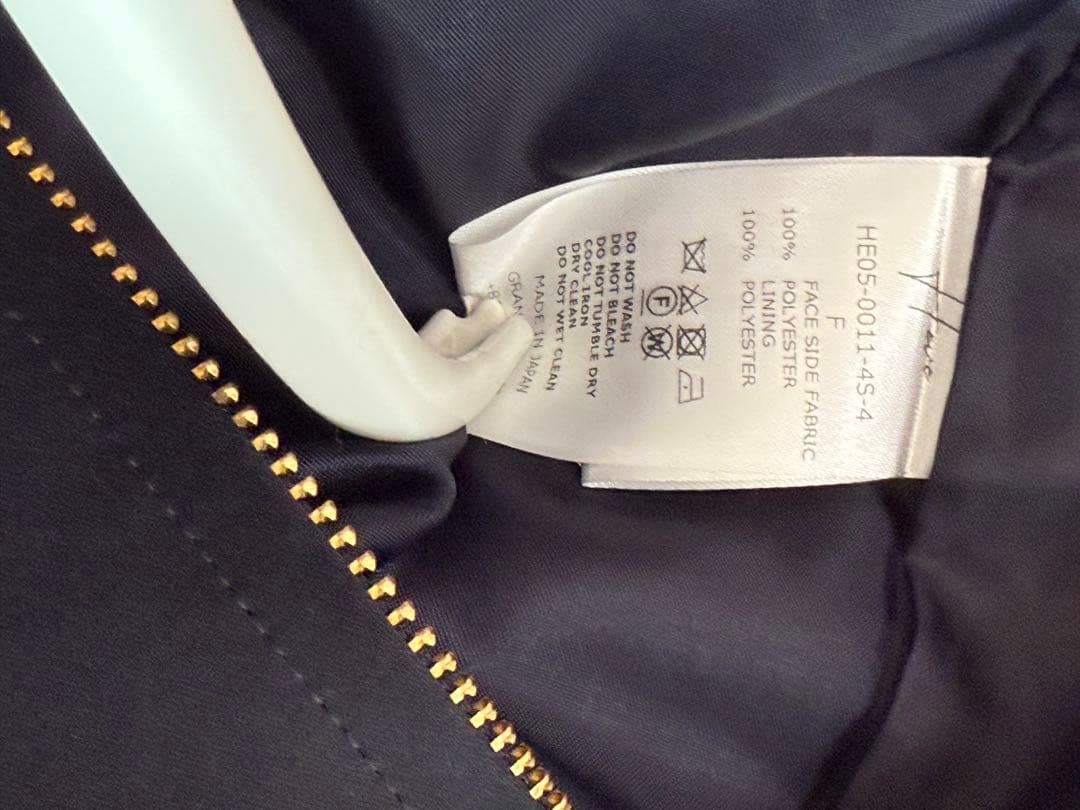 HE05-0011-4S-4
F
FACE SIDE FABRIC
100% POLYESTER
LINING
100% POLYESTER
F W
DO NOT WASH
DO NOT BLEACH
DO NOT TUMBLE DRY
COOL IRON
DRY CLEAN
DO NOT WET CLEAN
MADE IN JAPAN